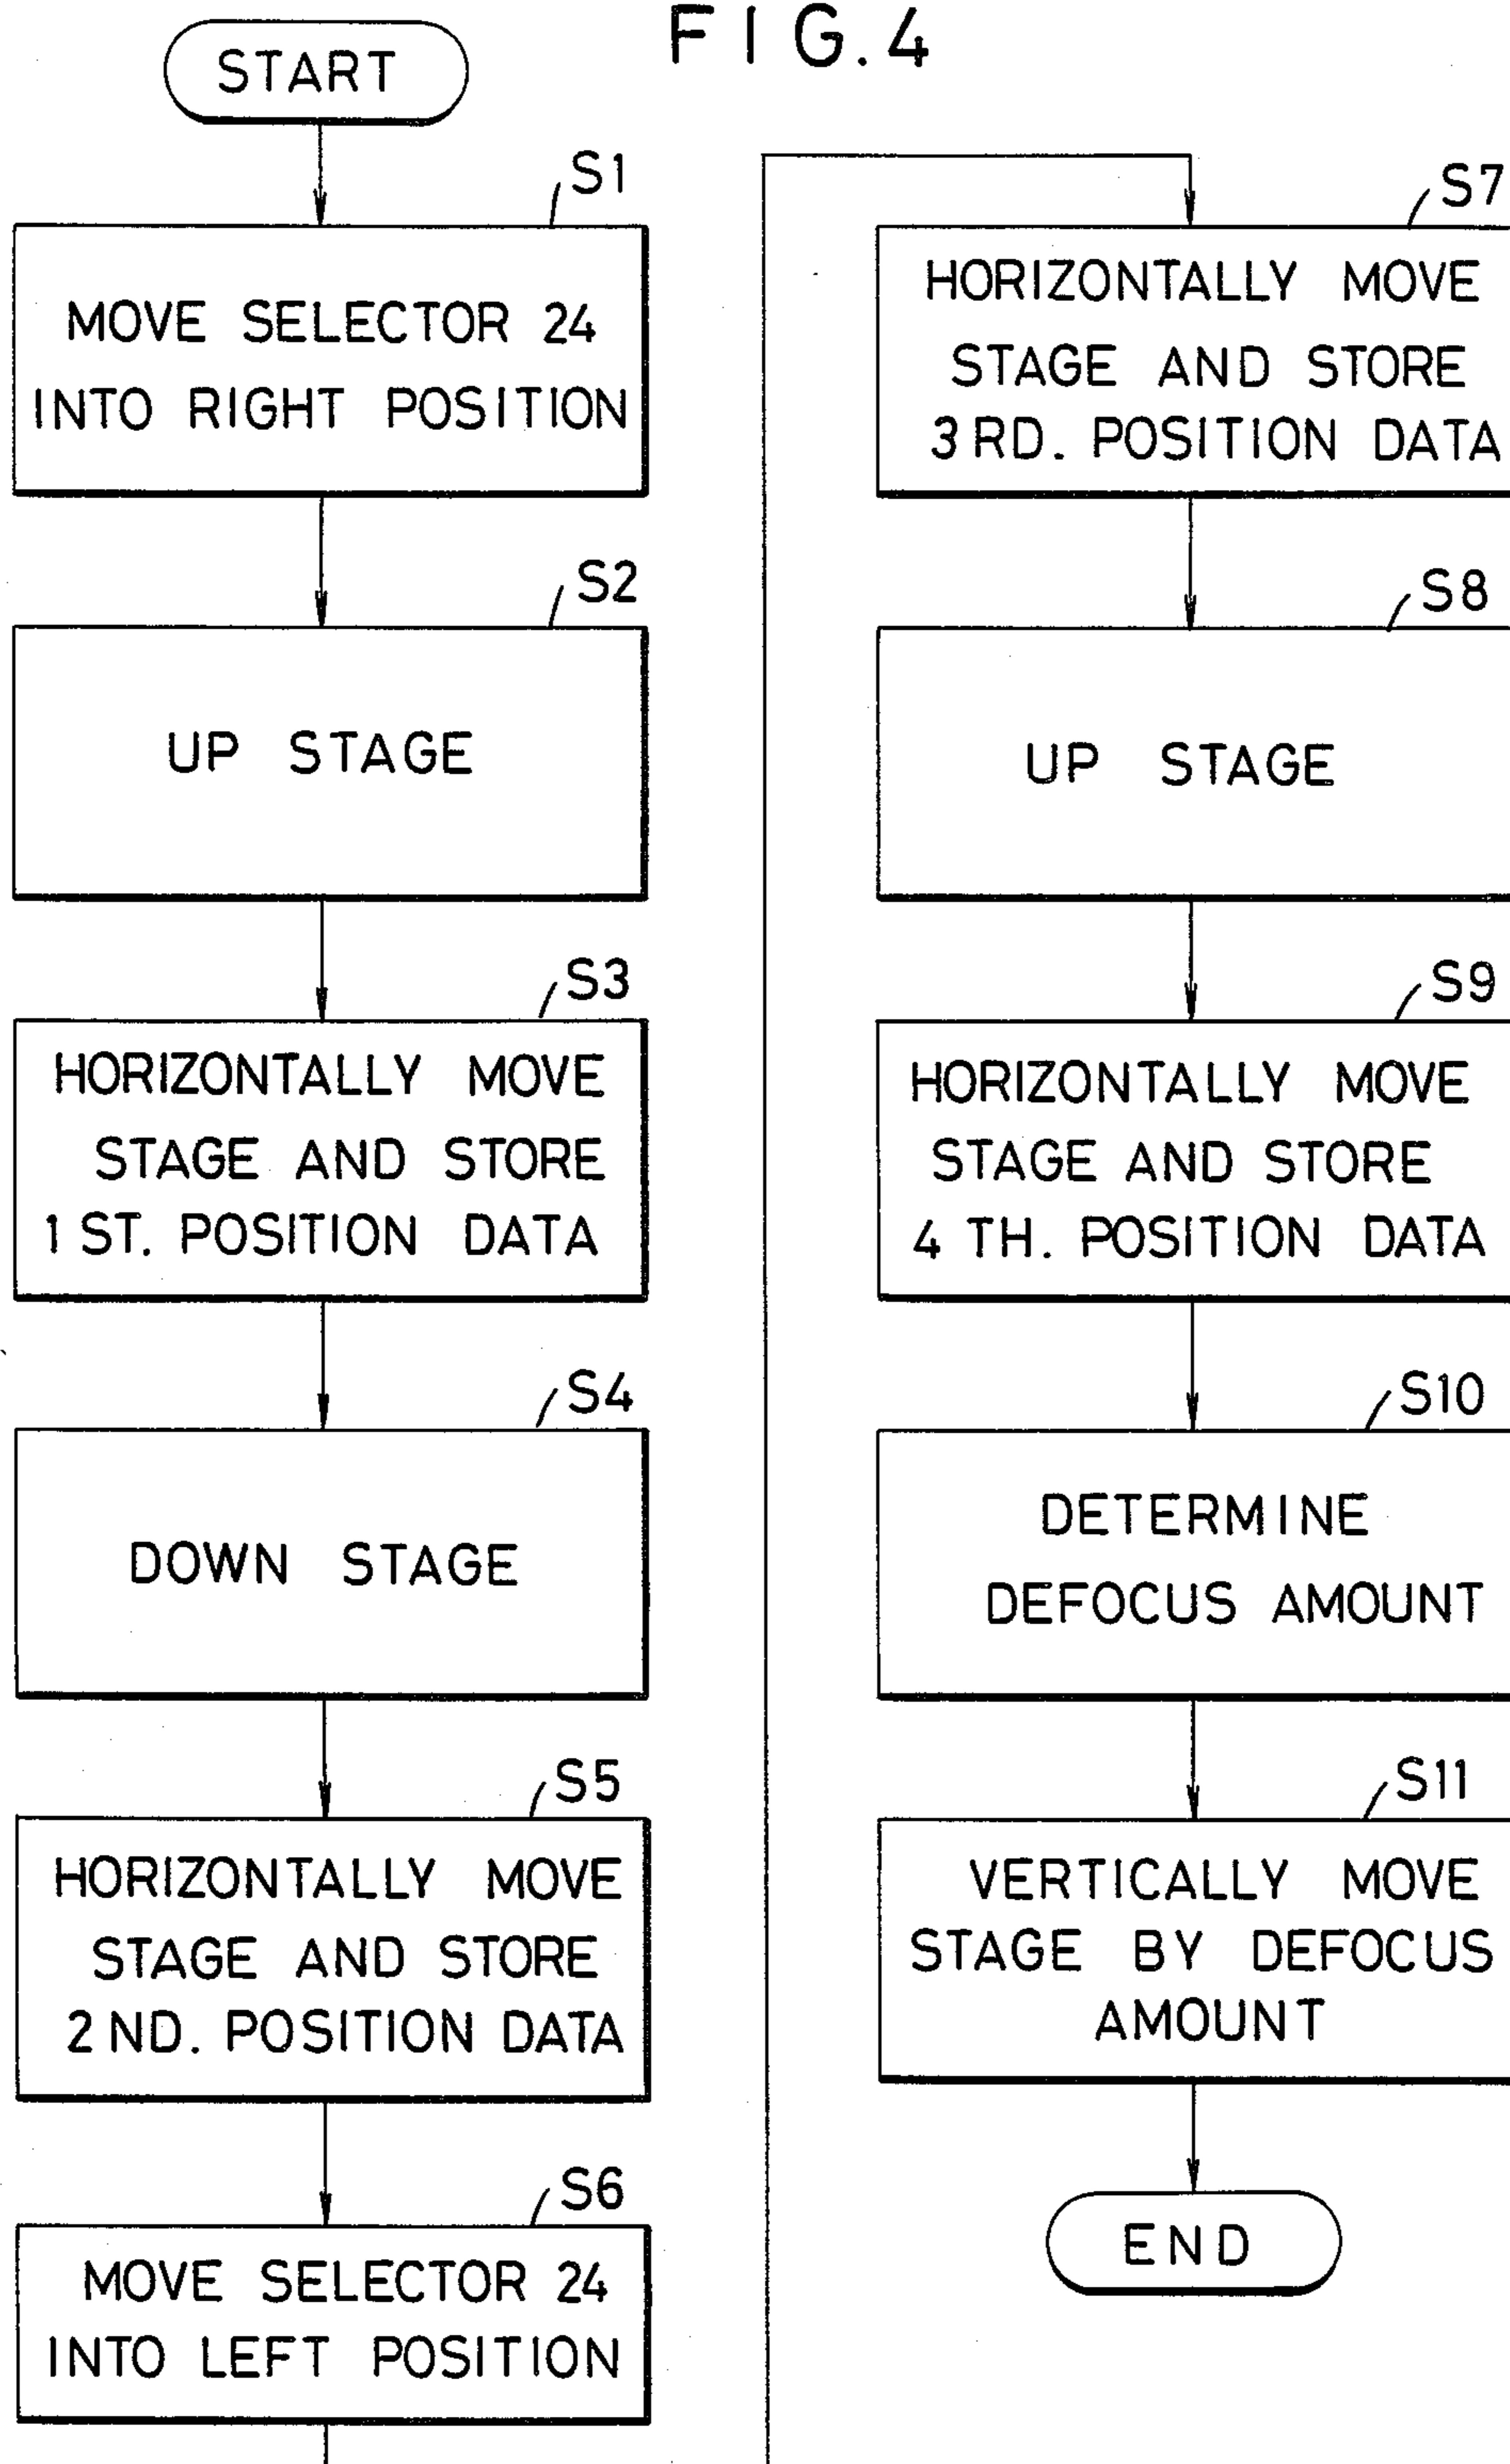 FIG.4
START
S1
MOVE SELECTOR 24
INTO RIGHT POSITION
S2
UP STAGE
S3
HORIZONTALLY MOVE
STAGE AND STORE
1 ST. POSITION DATA
S4
DOWN STAGE
S5
HORIZONTALLY MOVE
STAGE AND STORE
2 ND. POSITION DATA
S6
MOVE SELECTOR 24
INTO LEFT POSITION
S7
HORIZONTALLY MOVE
STAGE AND STORE
3 RD. POSITION DATA
S8
UP STAGE
S9
HORIZONTALLY MOVE
STAGE AND STORE
4 TH. POSITION DATA
S10
DETERMINE
DEFOCUS AMOUNT
S11
VERTICALLY MOVE
STAGE BY DEFOCUS
AMOUNT
END